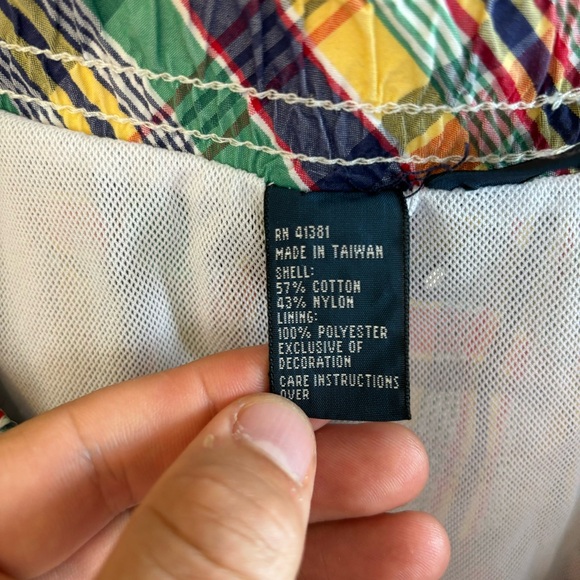 RN 41381
MADE IN TAIWAN
SHELL:
57% COTTON
43% NYLON
LINING:
100% POLYESTER
EXCLUSIVE OF
DECORATION
CARE INSTRUCTIONS
OVER